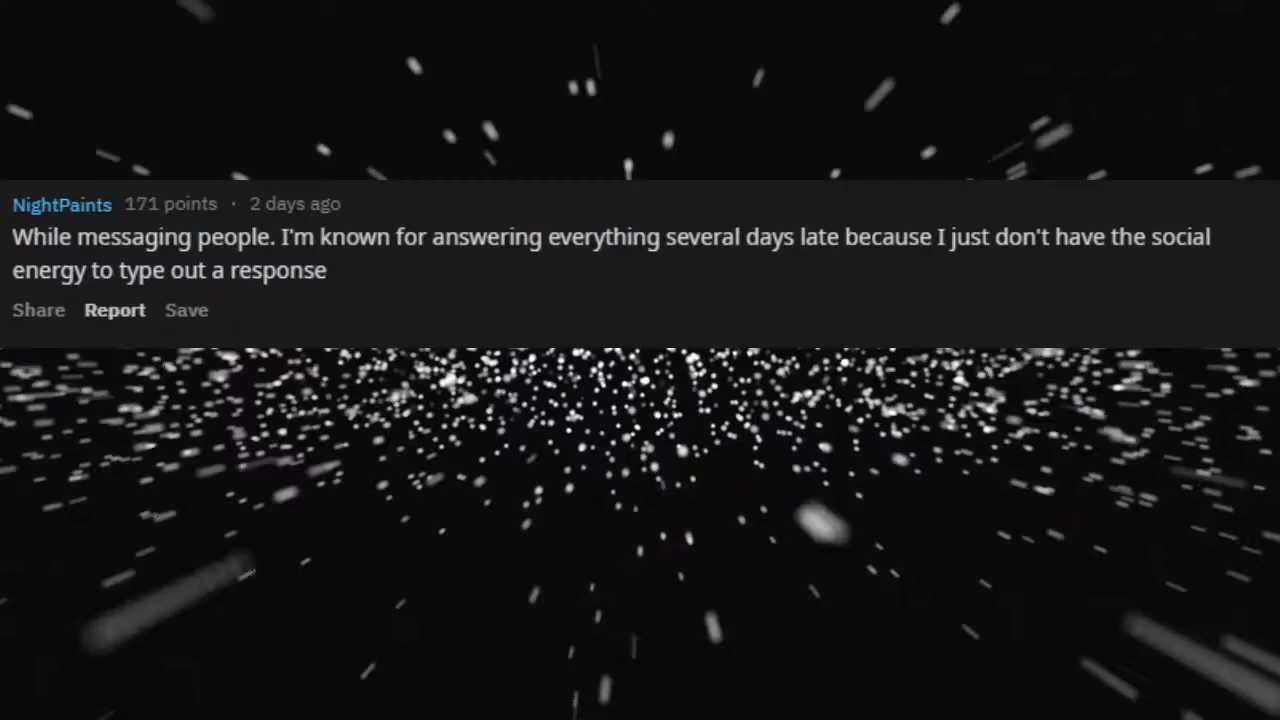 NightPaints 171 points · 2 days ago
While messaging people. I'm known for answering everything several days late because I just don't have the social
energy to type out a response
Share Report Save